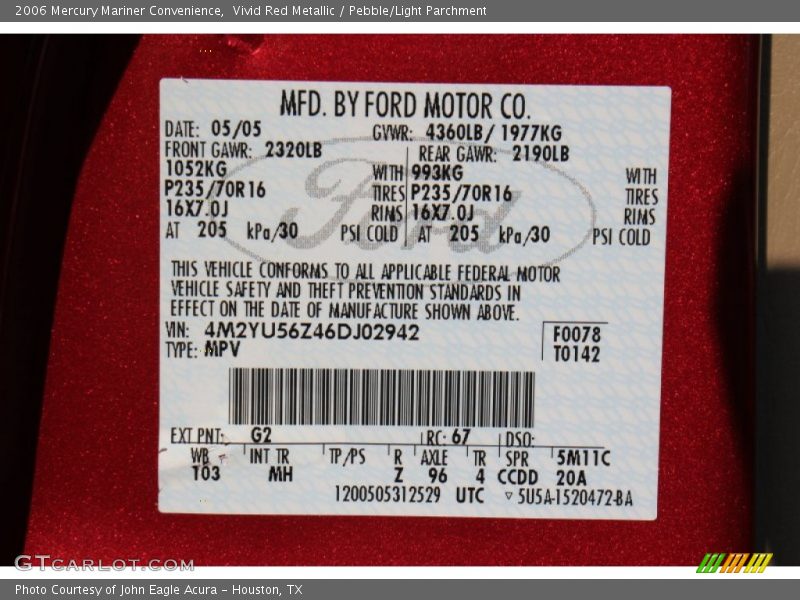 2006 Mercury Mariner Convenience, Vivid Red Metallic / Pebble/Light Parchment
MFD. BY FORD MOTOR CO.
DATE: 05/05 GVWR: 4360LB/ 1977KG
FRONT GAWR: 2320LB REAR GAWR: 2190LB
1052KG WITH 993KG WITH
P235/70R16 TIRES P235/70R16 TIRES
16X7.0J RIMS 16X7.0J RIMS
AT 205 kPa/30 PSI COLD AT 205 kPa/30 PSI COLD
Ford
THIS VEHICLE CONFORMS TO ALL APPLICABLE FEDERAL MOTOR
VEHICLE SAFETY AND THEFT PREVENTION STANDARDS IN
EFFECT ON THE DATE OF MANUFACTURE SHOWN ABOVE.
VIN: 4M2YU56Z46DJ02942 F0078
TYPE: MPV T0142
EXT PNT: G2 RC: 67 DSO:
WB INT TR TP/PS R AXLE TR SPR 5M11C
103 MH Z 96 4 CCDD 20A
1200505312529 UTC ▽ 5U5A-1520472-BA
GTCARLOT.COM
Photo Courtesy of John Eagle Acura - Houston, TX